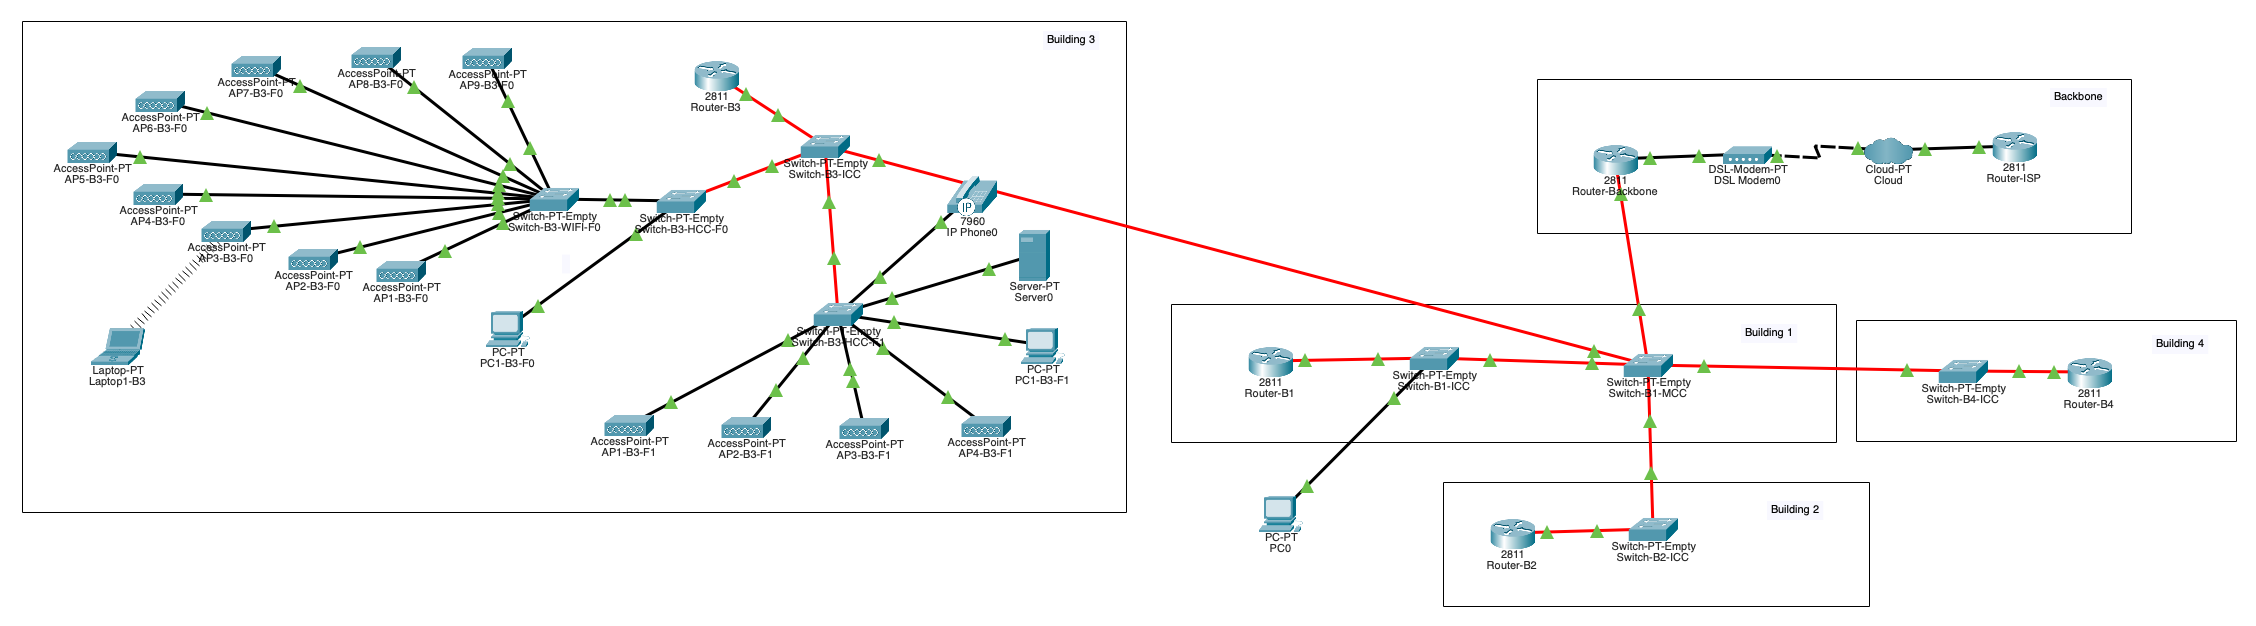 Building 3
AccessPoint-PT
AP7-B3-F0
AccessPoint-PT
AP8-B3-F0
AccessPoint-PT
AP9-B3-F0
2811
Router-B3
AccessPoint-PT
AP6-B3-F0
AccessPoint-PT
AP5-B3-F0
AccessPoint-PT
AP4-B3-F0
AccessPoint-PT
AP3-B3-F0
AccessPoint-PT
AP2-B3-F0
AccessPoint-PT
AP1-B3-F0
Switch-PT-Empty
Switch-B3-WIFI-F0
Switch-PT-Empty
Switch-B3-HCC-F0
Switch-PT-Empty
Switch-B3-ICC
IP
7960
IP Phone0
Server-PT
Server0
Switch-PT-Empty
Switch-B3-HCC-F1
Laptop-PT
Laptop1-B3
PC-PT
PC1-B3-F0
PC-PT
PC1-B3-F1
AccessPoint-PT
AP1-B3-F1
AccessPoint-PT
AP2-B3-F1
AccessPoint-PT
AP3-B3-F1
AccessPoint-PT
AP4-B3-F1
Backbone
2811
Router-Backbone
DSL-Modem-PT
DSL Modem0
Cloud-PT
Cloud
2811
Router-ISP
Building 1
2811
Router-B1
Switch-PT-Empty
Switch-B1-ICC
Switch-PT-Empty
Switch-B1-MCC
PC-PT
PC0
Building 4
Switch-PT-Empty
Switch-B4-ICC
2811
Router-B4
Building 2
2811
Router-B2
Switch-PT-Empty
Switch-B2-ICC